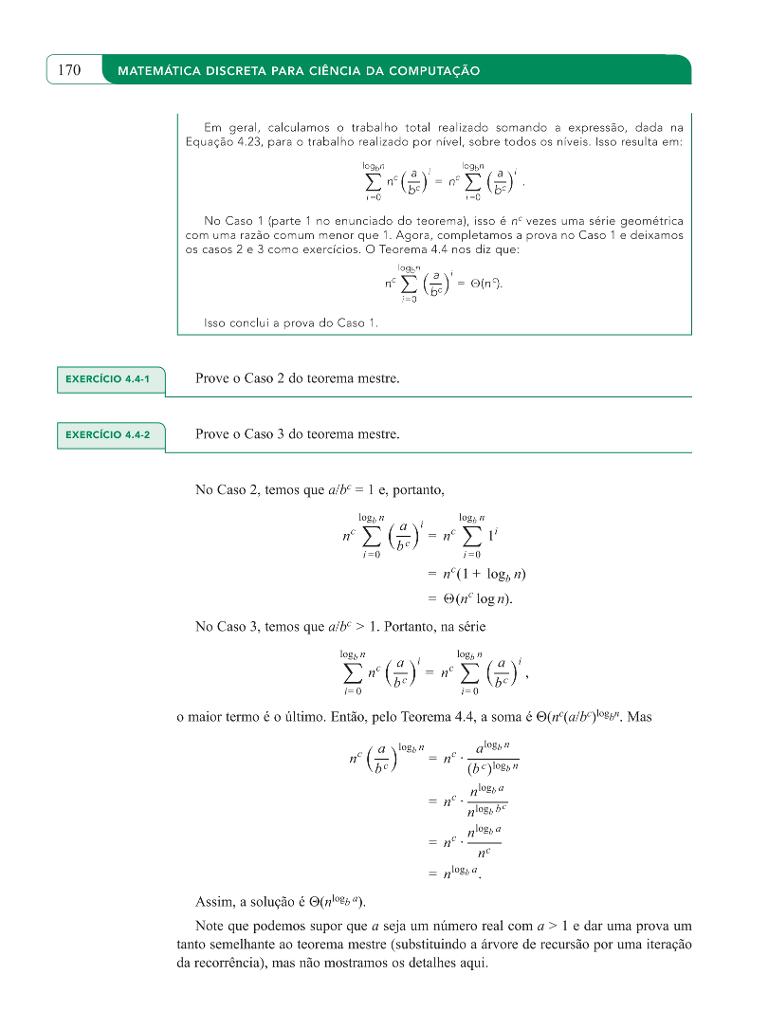 170 MATEMÁTICA DISCRETA PARA CIÊNCIA DA COMPUTAÇÃO
Em geral, calculamos o trabalho total realizado somando a expressão, dada na
Equação 4.23, para o trabalho realizado por nível, sobre todos os níveis. Isso resulta em:
$\sum_{i=0}^{\log_b n} n^c \left(\frac{a}{b^c}\right)^i = n^c \sum_{i=0}^{\log_b n} \left(\frac{a}{b^c}\right)^i .$
No Caso 1 (parte 1 no enunciado do teorema), isso é $n^c$ vezes uma série geométrica
com uma razão comum menor que 1. Agora, completamos a prova no Caso 1 e deixamos
os casos 2 e 3 como exercícios. O Teorema 4.4 nos diz que:
$n^c \sum_{i=0}^{\log_b n} \left(\frac{a}{b^c}\right)^i = \Theta(n^c).$
Isso conclui a prova do Caso 1.
EXERCÍCIO 4.4-1 Prove o Caso 2 do teorema mestre.
EXERCÍCIO 4.4-2 Prove o Caso 3 do teorema mestre.
No Caso 2, temos que $a/b^c = 1$ e, portanto,
$n^c \sum_{i=0}^{\log_b n} \left(\frac{a}{b^c}\right)^i = n^c \sum_{i=0}^{\log_b n} 1^i$
$= n^c(1 + \log_b n)$
$= \Theta(n^c \log n).$
No Caso 3, temos que $a/b^c > 1$. Portanto, na série
$\sum_{i=0}^{\log_b n} n^c \left(\frac{a}{b^c}\right)^i = n^c \sum_{i=0}^{\log_b n} \left(\frac{a}{b^c}\right)^i ,$
o maior termo é o último. Então, pelo Teorema 4.4, a soma é $\Theta(n^c(a/b^c)^{\log_b n}$. Mas
$n^c \left(\frac{a}{b^c}\right)^{\log_b n} = n^c \cdot \frac{a^{\log_b n}}{(b^c)^{\log_b n}}$
$= n^c \cdot \frac{n^{\log_b a}}{n^{\log_b b^c}}$
$= n^c \cdot \frac{n^{\log_b a}}{n^c}$
$= n^{\log_b a}.$
Assim, a solução é $\Theta(n^{\log_b a})$.
Note que podemos supor que a seja um número real com a > 1 e dar uma prova um
tanto semelhante ao teorema mestre (substituindo a árvore de recursão por uma iteração
da recorrência), mas não mostramos os detalhes aqui.